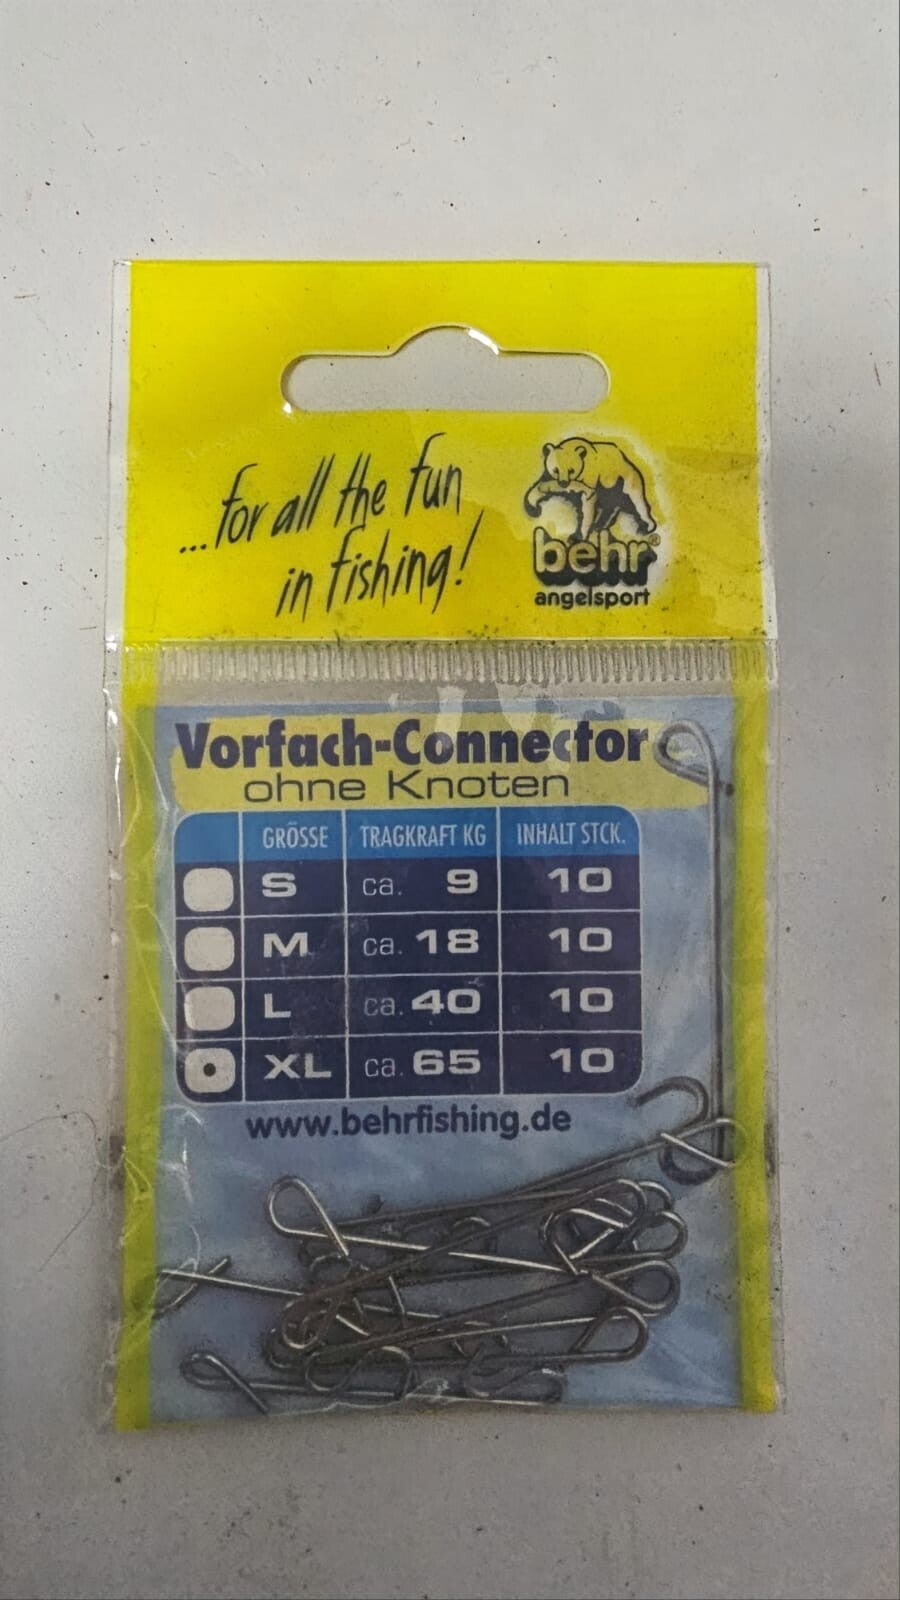 ...for all the fun
in fishing!
behr®
angelsport
Vorfach-Connector
ohne Knoten
GRÖSSE TRAGKRAFT KG INHALT STCK.
S ca. 9 10
M ca. 18 10
L ca. 40 10
XL ca. 65 10
www.behrfishing.de